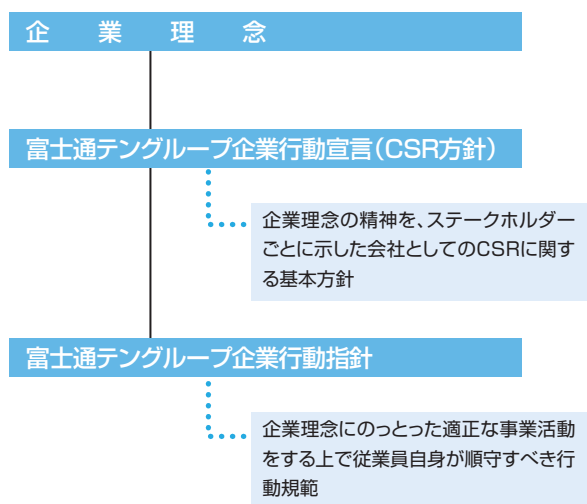 企業理念
富士通テングループ企業行動宣言（CSR方針）
企業理念の精神を、ステークホルダー
ごとに示した会社としてのCSRに関す
る基本方針
富士通テングループ企業行動指針
企業理念にのっとった適正な事業活動
をする上で従業員自身が順守すべき行
動規範